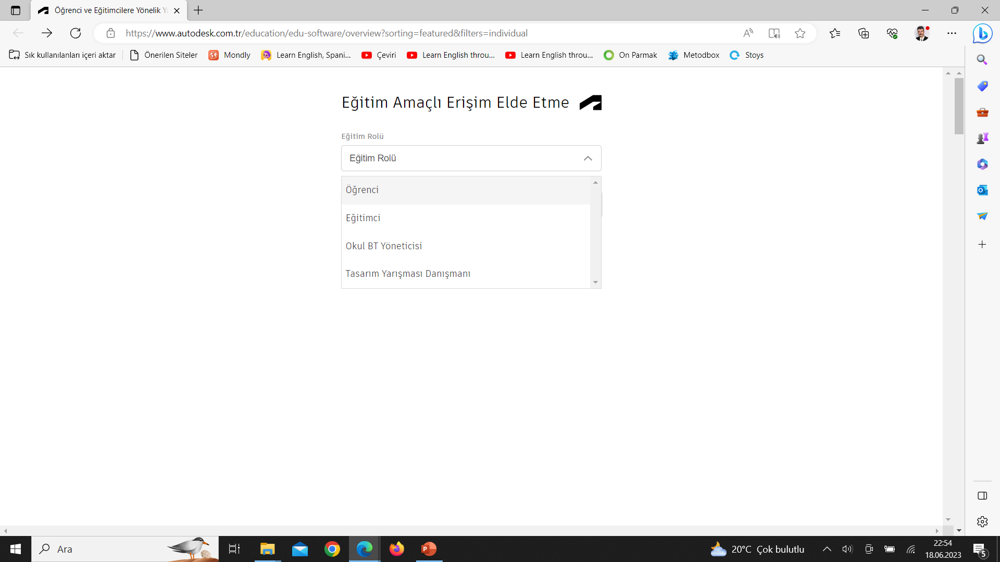 Öğrenci ve Eğitimcilere Yönelik
https://www.autodesk.com.tr/education/edu-software/overview?sorting=featured&filters=individual
Sık kullanılanları içeri aktar
Önerilen Siteler
Mondly
Learn English, Spani...
Çeviri
Learn English throu...
Learn English throu...
On Parmak
Metodbox
Stoys
Eğitim Amaçlı Erişim Elde Etme
Eğitim Rolü
Eğitim Rolü
Öğrenci
Eğitimci
Okul BT Yöneticisi
Tasarım Yarışması Danışmanı
Ara
20°C Çok bulutlu
22:54
18.06.2023
5